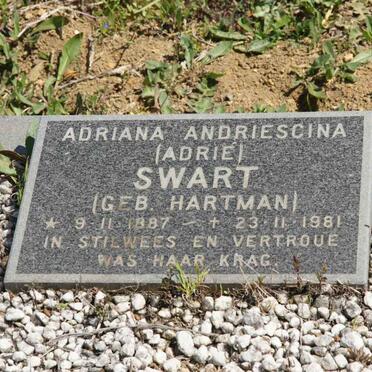 ADRIANA ANDRIESCINA
(ADRIE)
SWART
(GEB. HARTMAN)
* 9·11·1887 – + 23·11·1981
IN STILWEES EN VERTROUE
WAS HAAR KRAG.